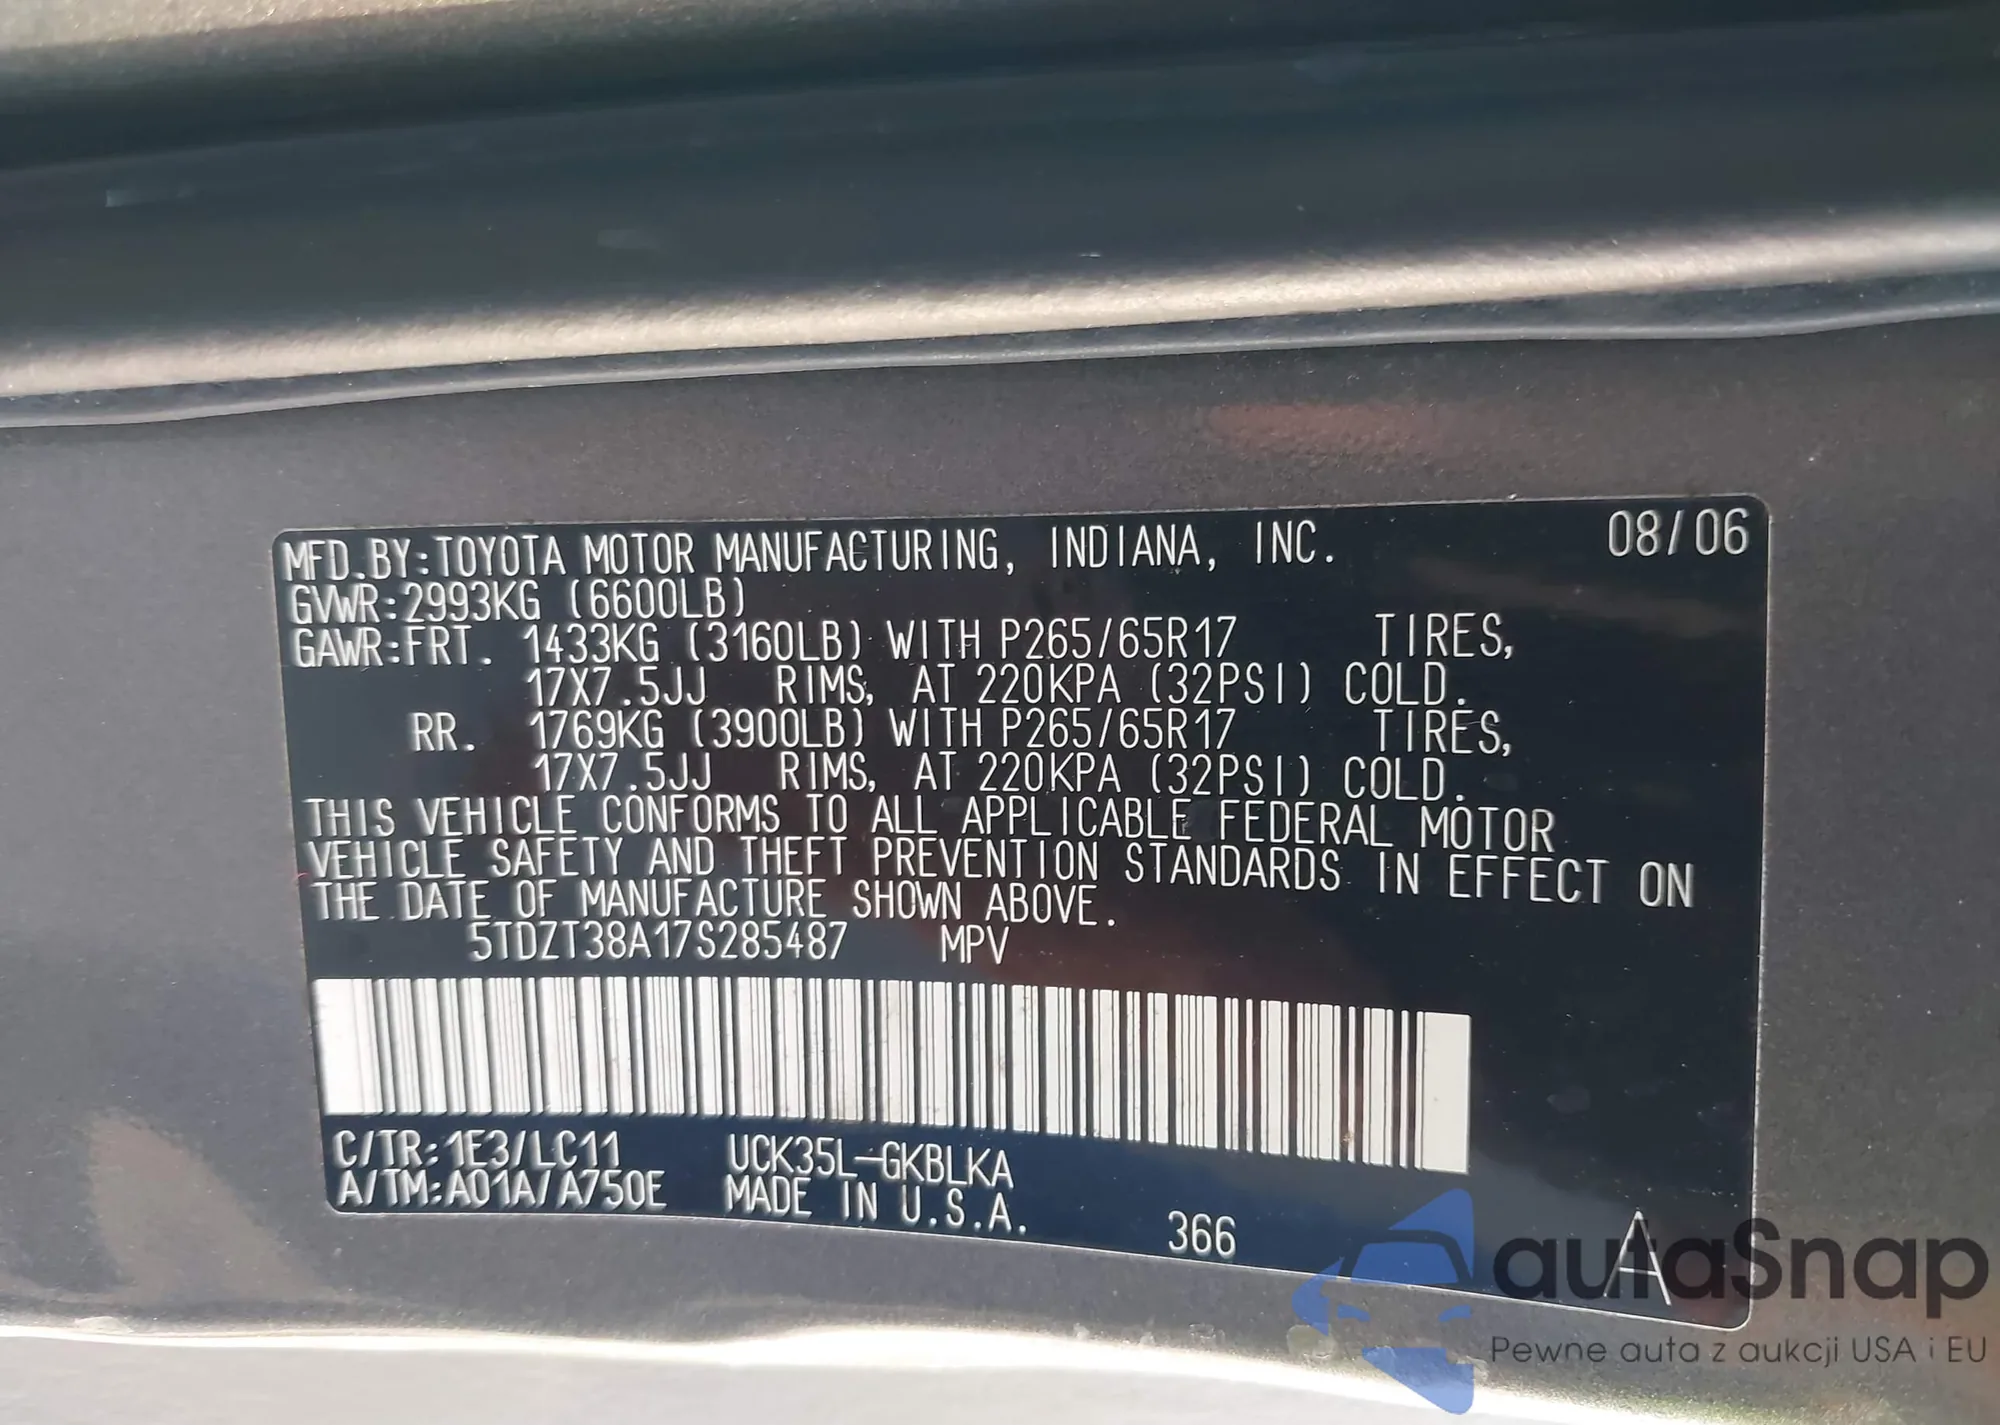 MFD.BY:TOYOTA MOTOR MANUFACTURING, INDIANA, INC. 08/06
GVWR:2993KG (6600LB)
GAWR:FRT. 1433KG (3160LB) WITH P265/65R17 TIRES,
17X7.5JJ RIMS, AT 220KPA (32PSI) COLD.
RR. 1769KG (3900LB) WITH P265/65R17 TIRES,
17X7.5JJ RIMS, AT 220KPA (32PSI) COLD.
THIS VEHICLE CONFORMS TO ALL APPLICABLE FEDERAL MOTOR
VEHICLE SAFETY AND THEFT PREVENTION STANDARDS IN EFFECT ON
THE DATE OF MANUFACTURE SHOWN ABOVE.
5TDZT38A17S285487 MPV
C/TR:1E3/LC11 UCK35L-GKBLKA
A/TM:A01A/A750E MADE IN U.S.A.
366
A
autaSnap
Pewne auta z aukcji USA i EU